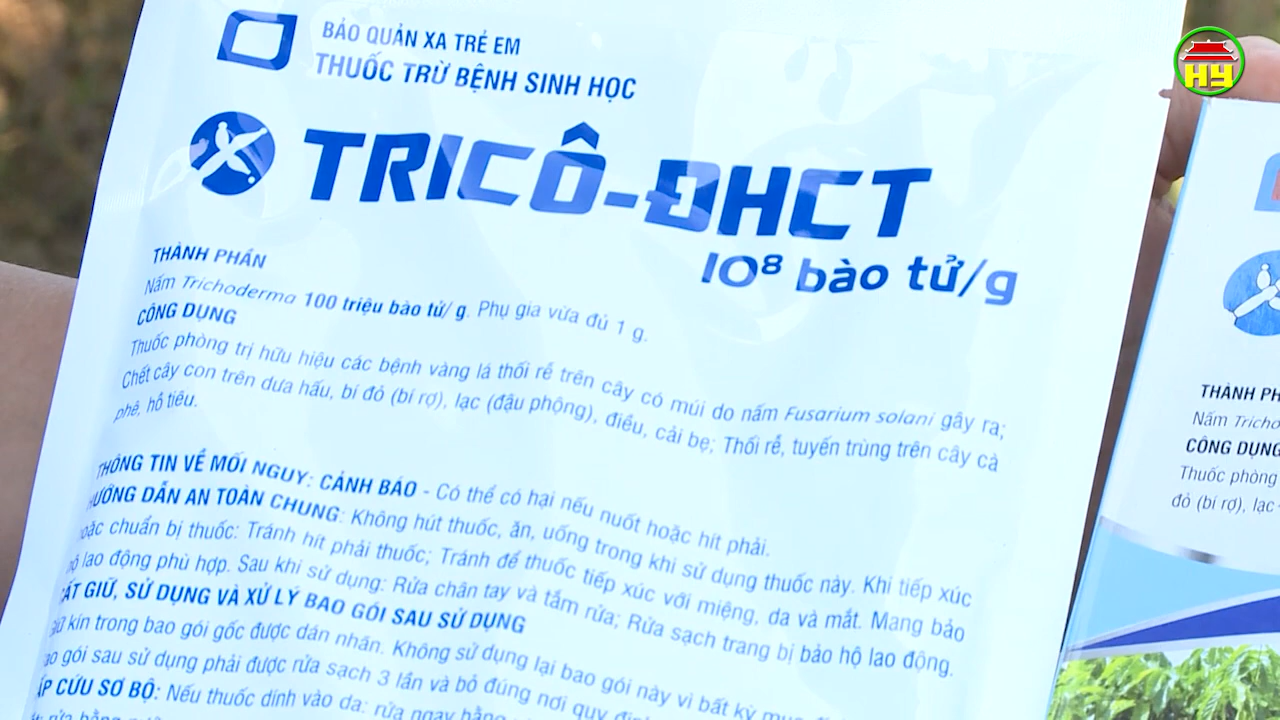 BẢO QUẢN XA TRẺ EM
THUỐC TRỪ BỆNH SINH HỌC
HY
TRICÔ-ĐHCT
10⁸ bào tử/g
THÀNH PHẦN
Nấm Trichoderma 100 triệu bào tử/ g. Phụ gia vừa đủ 1 g.
CÔNG DỤNG
Thuốc phòng trị hữu hiệu các bệnh vàng lá thối rễ trên cây có múi do nấm Fusarium solani gây ra;
Chết cây con trên dưa hấu, bí đỏ (bí rợ), lạc (đậu phộng), điều, cải bẹ; Thối rễ, tuyến trùng trên cây cà
phê, hồ tiêu.
THÔNG TIN VỀ MỐI NGUY: CẢNH BÁO - Có thể có hại nếu nuốt hoặc hít phải.
HƯỚNG DẪN AN TOÀN CHUNG: Không hút thuốc, ăn, uống trong khi sử dụng thuốc này. Khi tiếp xúc
hoặc chuẩn bị thuốc: Tránh hít phải thuốc; Tránh để thuốc tiếp xúc với miệng, da và mắt. Mang bảo
hộ lao động phù hợp. Sau khi sử dụng: Rửa chân tay và tắm rửa; Rửa sạch trang bị bảo hộ lao động.
CẤT GIỮ, SỬ DỤNG VÀ XỬ LÝ BAO GÓI SAU SỬ DỤNG
Giữ kín trong bao gói gốc được dán nhãn. Không sử dụng lại bao gói này vì bất kỳ mục
gói sau sử dụng phải được rửa sạch 3 lần và bỏ đúng nơi quy
CẤP CỨU SƠ BỘ: Nếu thuốc dính vào da: rửa ngay bằng
rửa bằng
THÀNH PH
Nấm Tricho
CÔNG DỤNG
Thuốc phòng
đỏ (bí rợ), lạc